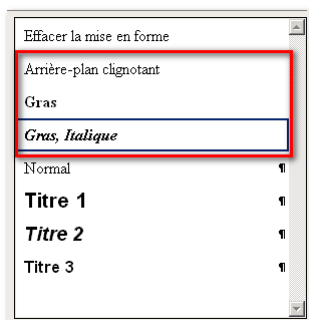 Effacer la mise en forme
Arrière-plan clignotant
Gras
Gras, Italique
Normal ¶
Titre 1 ¶
Titre 2 ¶
Titre 3 ¶